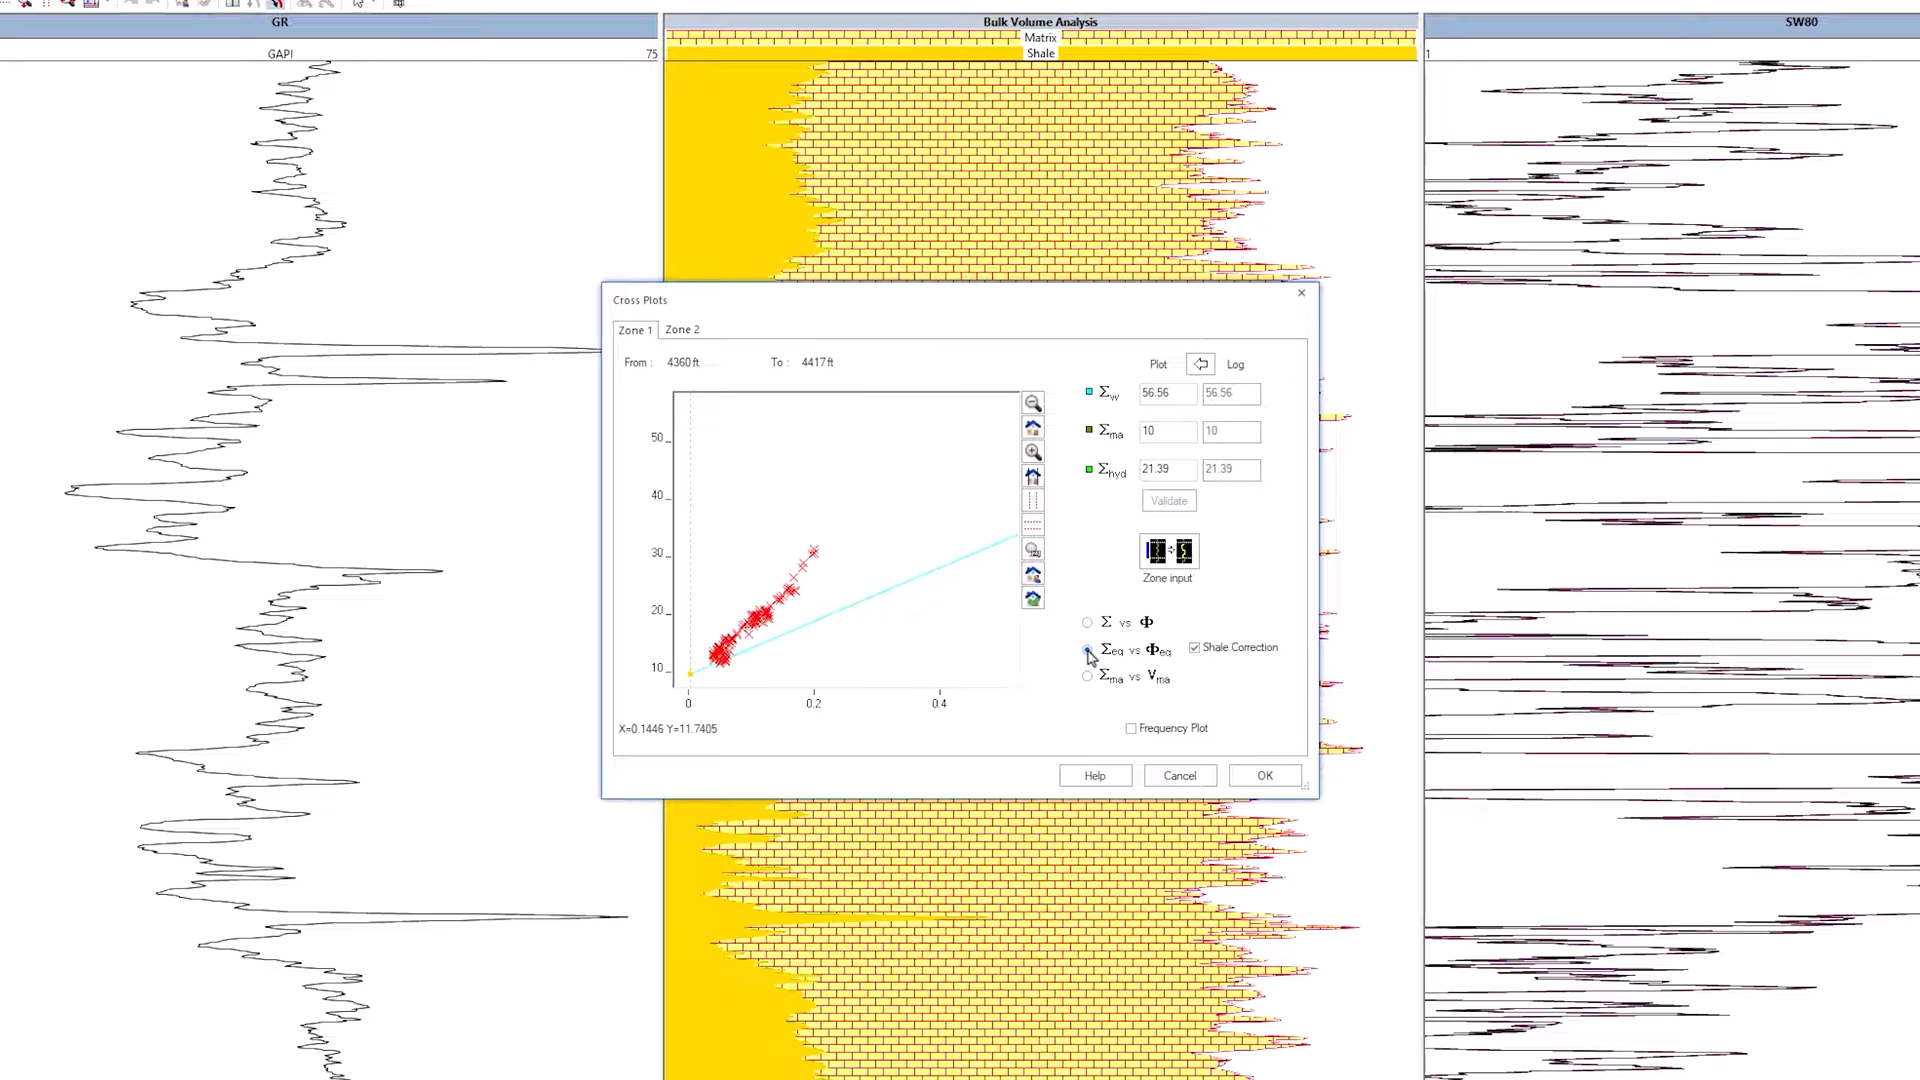 GR
Bulk Volume Analysis
SW80
Matrix
GAPI 75
Shale
1
Cross Plots
Zone 1 Zone 2
From : 4360 ft To : 4417 ft
Plot Log
Σw 56.56 56.56
Σma 10 10
Σhyd 21.39 21.39
Validate
Zone input
50
40
30
20
10
0 0.2 0.4
Σ vs Φ
Σeq vs Φeq Shale Correction
Σma vs Vma
X=0.1446 Y=11.7405
Frequency Plot
Help Cancel OK